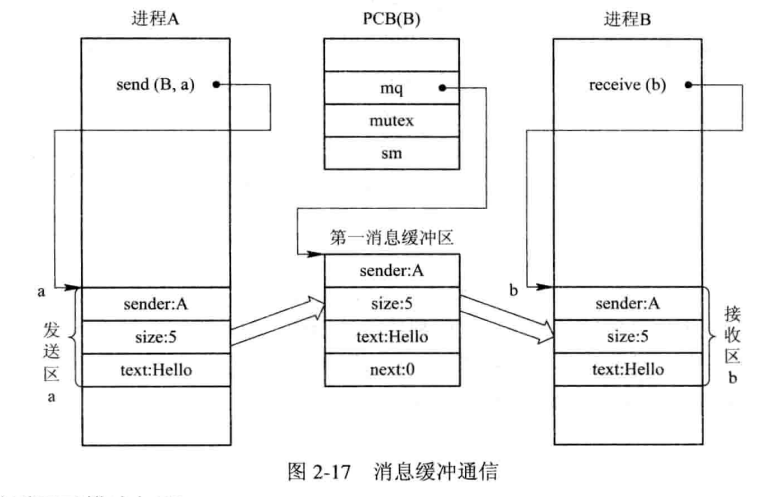 进程A
PCB(B)
进程B
send (B, a)
mq
mutex
sm
receive (b)
第一消息缓冲区
a
sender:A
size:5
text:Hello
发送区a
sender:A
size:5
text:Hello
next:0
b
sender:A
size:5
text:Hello
接收区b
图 2-17 消息缓冲通信